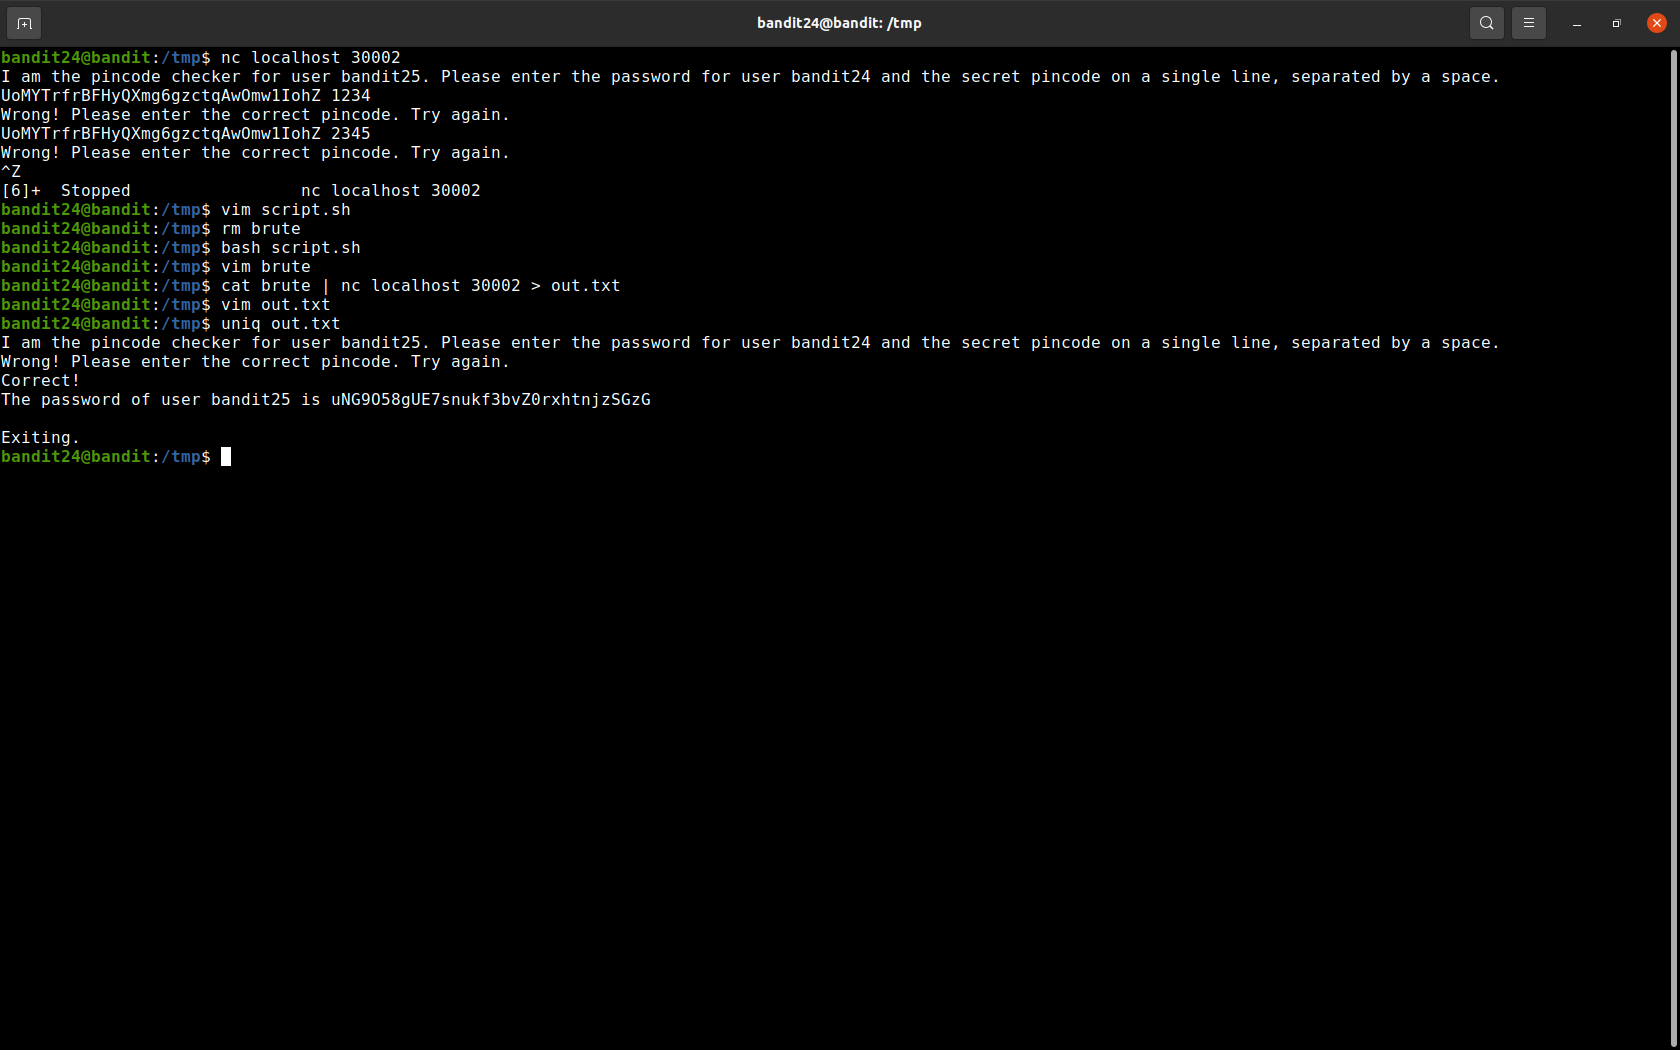 bandit24@bandit: /tmp
bandit24@bandit:/tmp$ nc localhost 30002
I am the pincode checker for user bandit25. Please enter the password for user bandit24 and the secret pincode on a single line, separated by a space.
UoMYTrfrBFHyQXmg6gzctqAwOmw1IohZ 1234
Wrong! Please enter the correct pincode. Try again.
UoMYTrfrBFHyQXmg6gzctqAwOmw1IohZ 2345
Wrong! Please enter the correct pincode. Try again.
^Z
[6]+  Stopped                 nc localhost 30002
bandit24@bandit:/tmp$ vim script.sh
bandit24@bandit:/tmp$ rm brute
bandit24@bandit:/tmp$ bash script.sh
bandit24@bandit:/tmp$ vim brute
bandit24@bandit:/tmp$ cat brute | nc localhost 30002 > out.txt
bandit24@bandit:/tmp$ vim out.txt
bandit24@bandit:/tmp$ uniq out.txt
I am the pincode checker for user bandit25. Please enter the password for user bandit24 and the secret pincode on a single line, separated by a space.
Wrong! Please enter the correct pincode. Try again.
Correct!
The password of user bandit25 is uNG9O58gUE7snukf3bvZ0rxhtnjzSGzG
Exiting.
bandit24@bandit:/tmp$